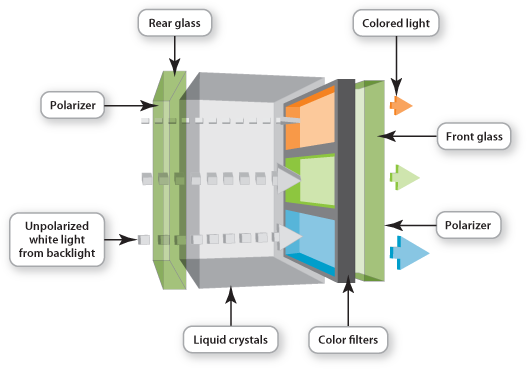 Rear glass
Colored light
Polarizer
Front glass
Unpolarized
white light
from backlight
Polarizer
Liquid crystals
Color filters